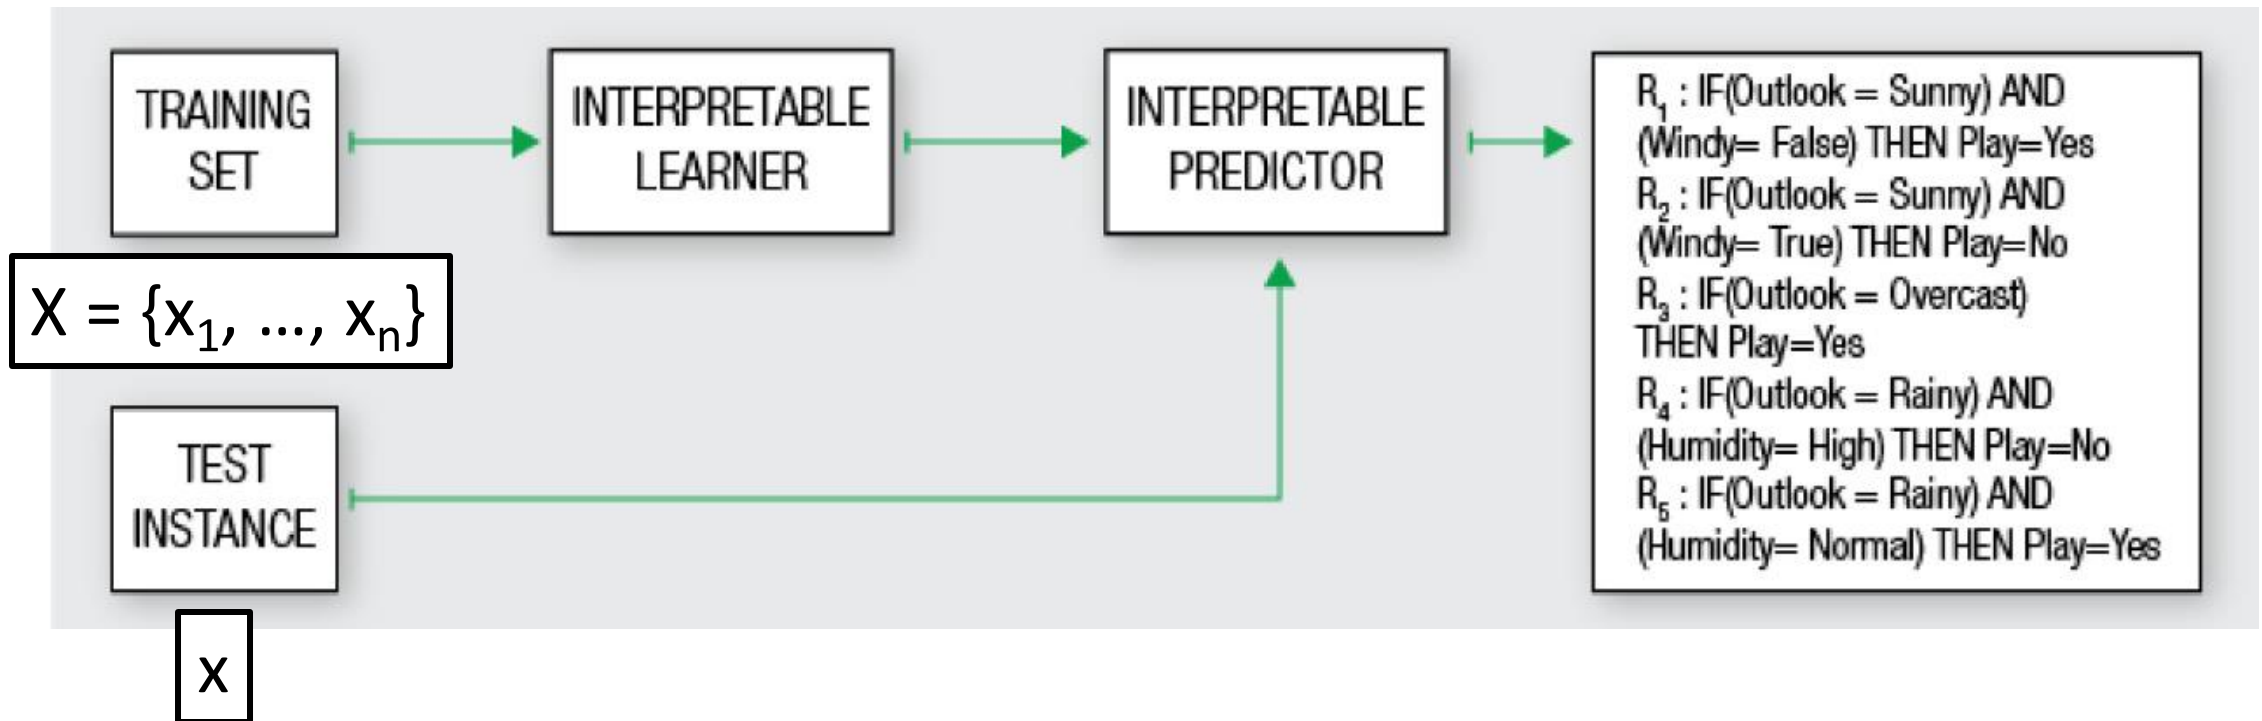 TRAINING
SET
INTERPRETABLE
LEARNER
INTERPRETABLE
PREDICTOR
R₁ : IF(Outlook = Sunny) AND
(Windy= False) THEN Play=Yes
R₂ : IF(Outlook = Sunny) AND
(Windy= True) THEN Play=No
R₃ : IF(Outlook = Overcast)
THEN Play=Yes
R₄ : IF(Outlook = Rainy) AND
(Humidity= High) THEN Play=No
R₅ : IF(Outlook = Rainy) AND
(Humidity= Normal) THEN Play=Yes
X = {x₁, ..., xₙ}
TEST
INSTANCE
x